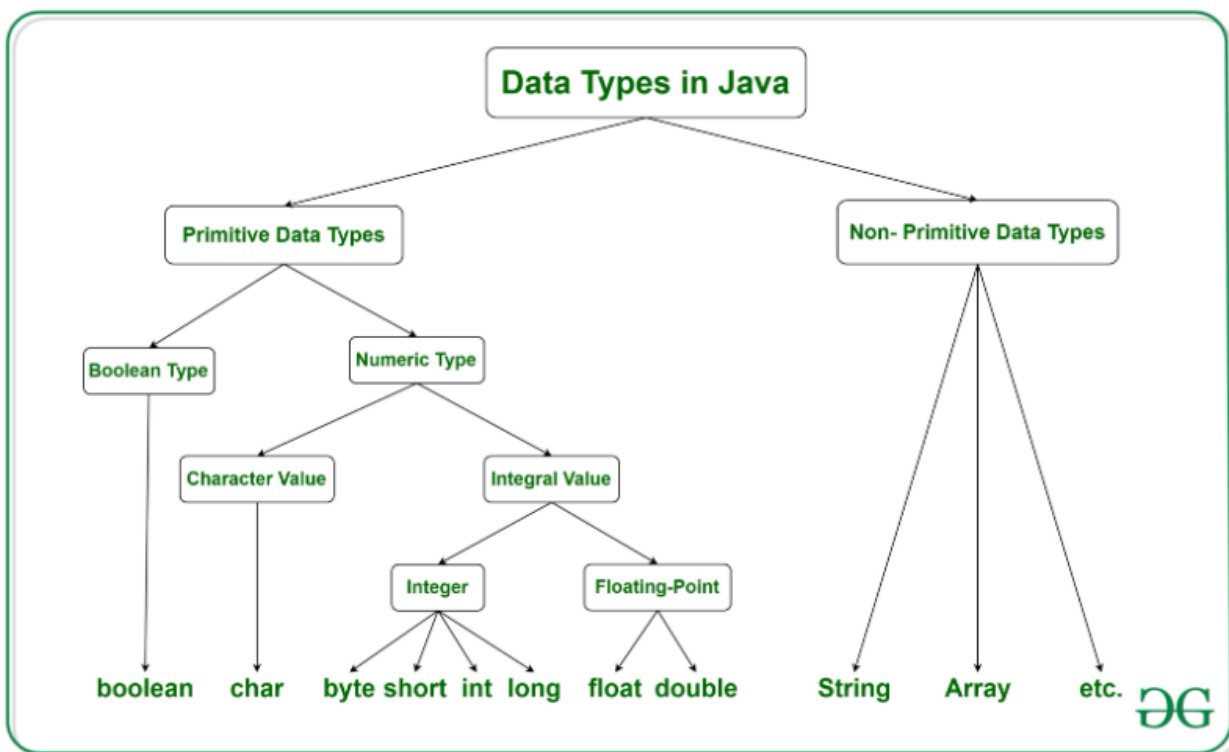 Data Types in Java
Primitive Data Types
Non- Primitive Data Types
Boolean Type
Numeric Type
Character Value
Integral Value
Integer
Floating-Point
boolean char byte short int long float double String Array etc.